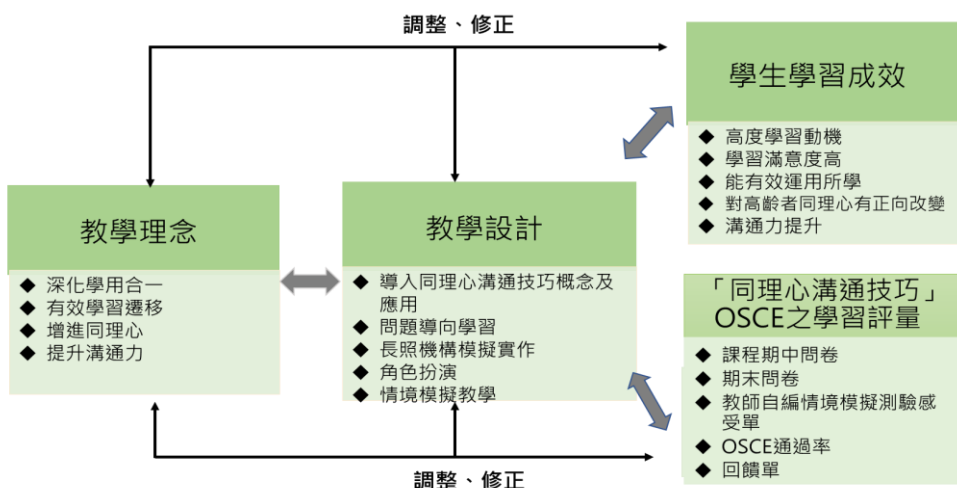 調整、修正
學生學習成效
◆ 高度學習動機
◆ 學習滿意度高
◆ 能有效運用所學
◆ 對高齡者同理心有正向改變
◆ 溝通力提升
教學理念
◆ 深化學用合一
◆ 有效學習遷移
◆ 增進同理心
◆ 提升溝通力
教學設計
◆ 導入同理心溝通技巧概念及
應用
◆ 問題導向學習
◆ 長照機構模擬實作
◆ 角色扮演
◆ 情境模擬教學
「同理心溝通技巧」
OSCE之學習評量
◆ 課程期中問卷
◆ 期末問卷
◆ 教師自編情境模擬測驗感
受單
◆ OSCE通過率
◆ 回饋單
調整、修正